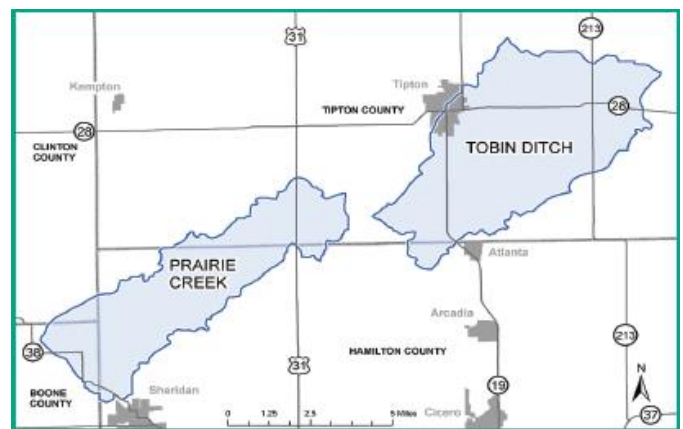 31
213
Kempton
Tipton
TIPTON COUNTY
28
28
CLINTON
COUNTY
TOBIN DITCH
PRAIRIE
CREEK
Atlanta
Arcadia
HAMILTON COUNTY
213
38
31
N
BOONE
COUNTY
Sheridan
19
Cicero
37
0 1.25 2.5 5 Miles